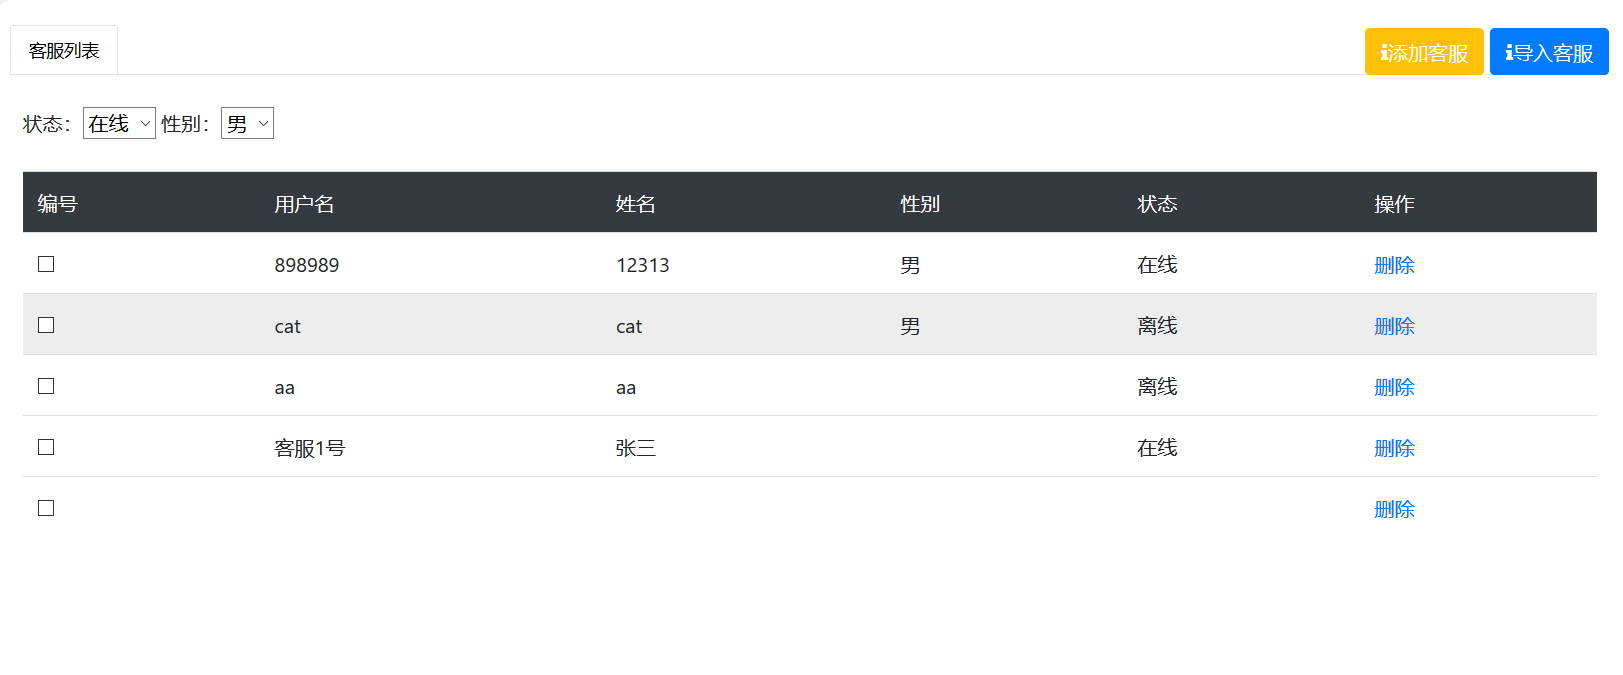 客服列表 添加客服 导入客服
状态： 在线 性别： 男
编号 用户名 姓名 性别 状态 操作
898989 12313 男 在线 删除
cat cat 男 离线 删除
aa aa 离线 删除
客服1号 张三 在线 删除
删除